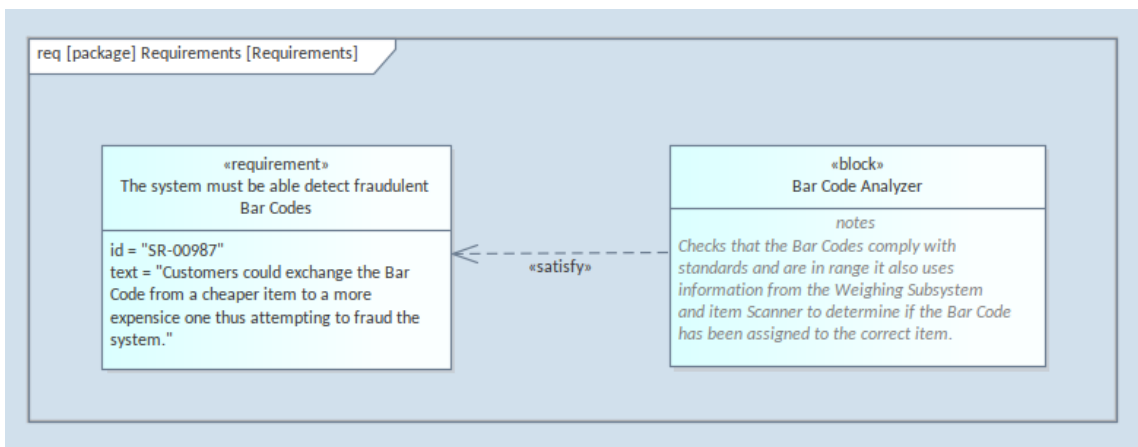 req [package] Requirements [Requirements]
«requirement»
The system must be able detect fraudulent
Bar Codes
id = "SR-00987"
text = "Customers could exchange the Bar
Code from a cheaper item to a more
expensice one thus attempting to fraud the
system."
«satisfy»
«block»
Bar Code Analyzer
notes
Checks that the Bar Codes comply with
standards and are in range it also uses
information from the Weighing Subsystem
and item Scanner to determine if the Bar Code
has been assigned to the correct item.